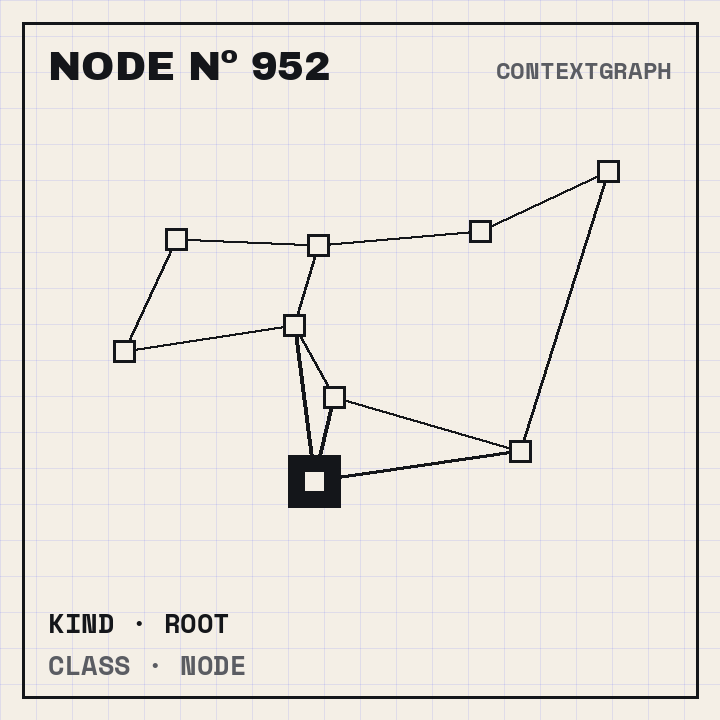 NODE Nº 952
CONTEXTGRAPH
KIND · ROOT
CLASS · NODE